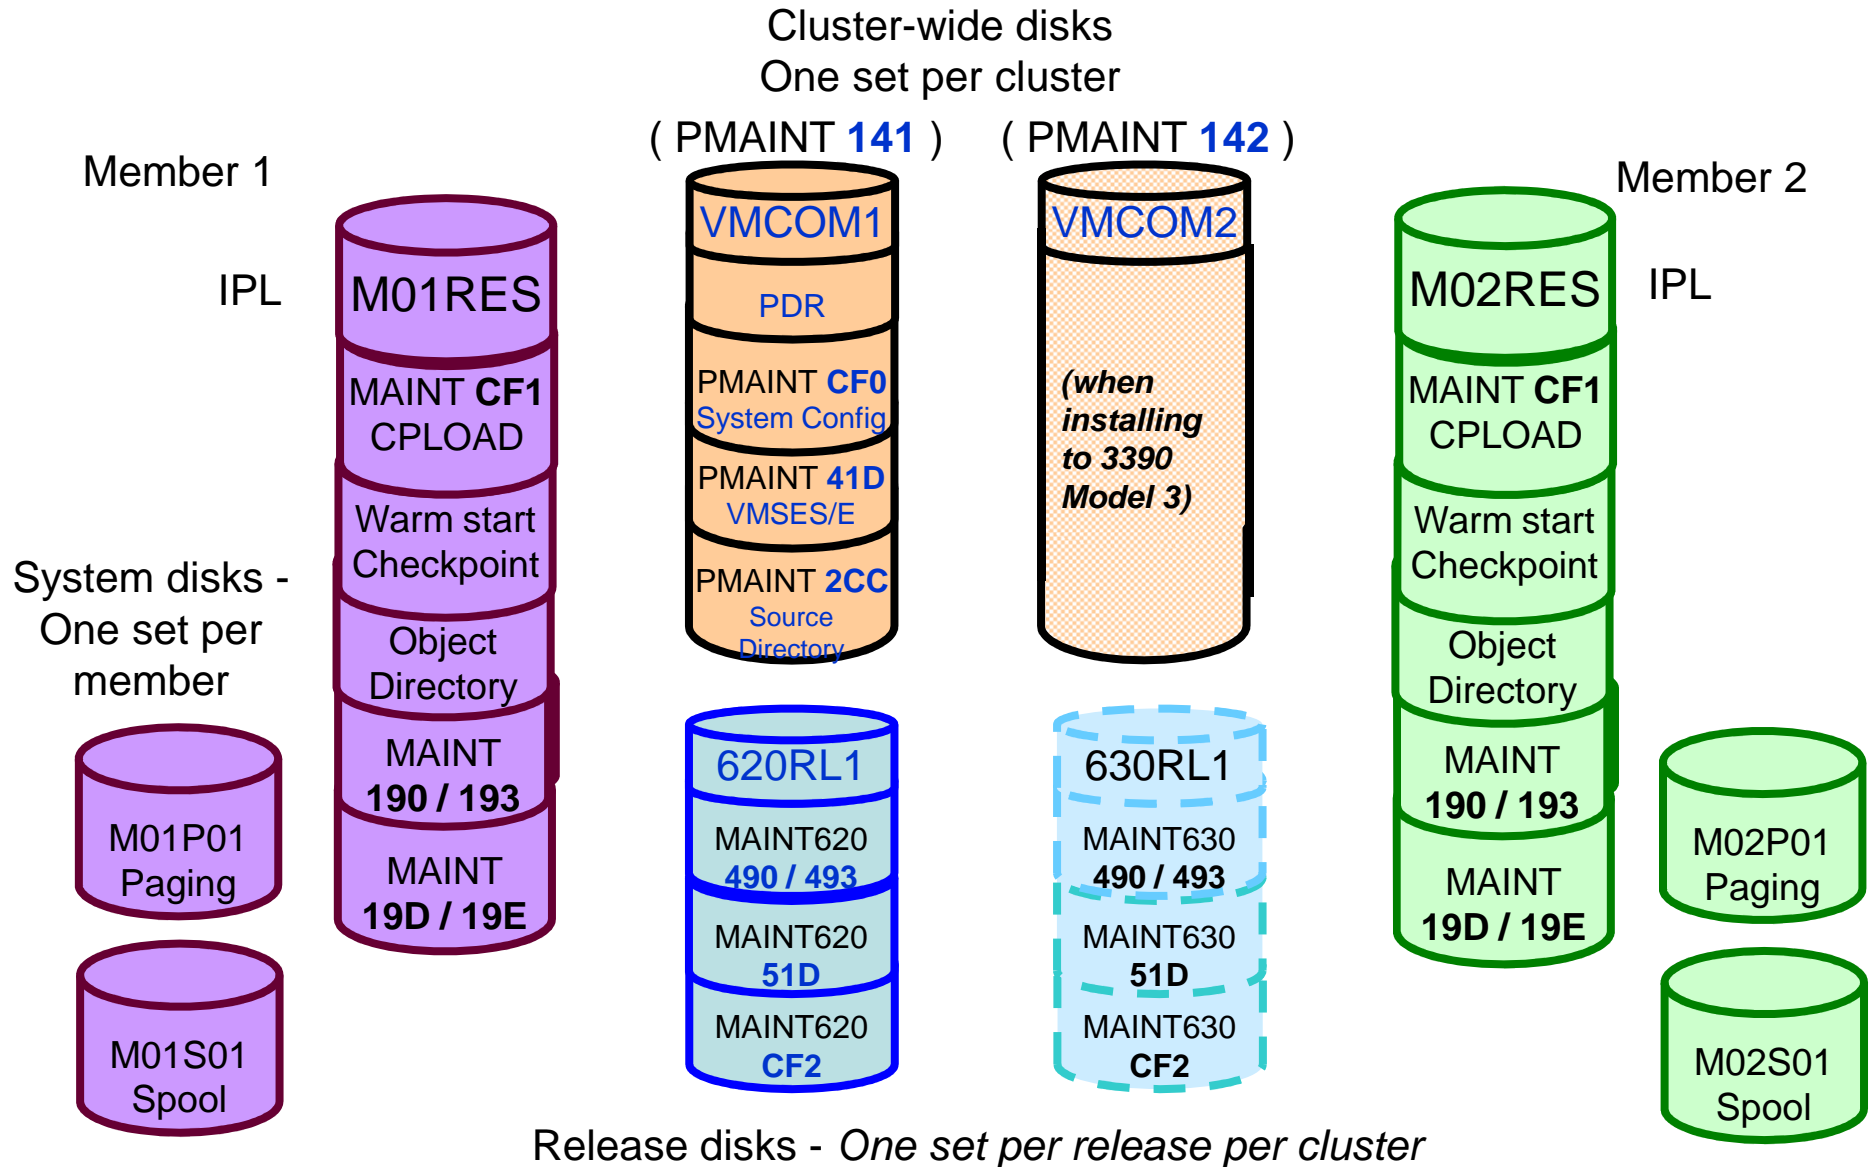 Cluster-wide disks
One set per cluster
( PMAINT 141 )
( PMAINT 142 )
Member 1
IPL
M01RES
MAINT CF1
CPLOAD
Warm start
Checkpoint
Object
Directory
MAINT
190 / 193
MAINT
19D / 19E
System disks -
One set per
member
M01P01
Paging
M01S01
Spool
VMCOM1
PDR
PMAINT CF0
System Config
PMAINT 41D
VMSES/E
PMAINT 2CC
Source
Directory
VMCOM2
(when
installing
to 3390
Model 3)
620RL1
MAINT620
490 / 493
MAINT620
51D
MAINT620
CF2
630RL1
MAINT630
490 / 493
MAINT630
51D
MAINT630
CF2
Member 2
IPL
M02RES
MAINT CF1
CPLOAD
Warm start
Checkpoint
Object
Directory
MAINT
190 / 193
MAINT
19D / 19E
M02P01
Paging
M02S01
Spool
Release disks - One set per release per cluster